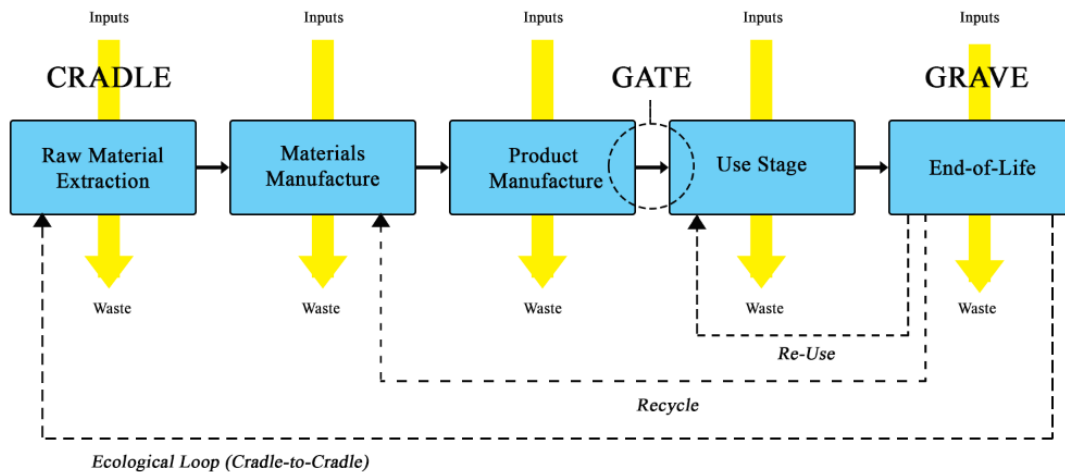 Inputs
Inputs
Inputs
Inputs
Inputs
CRADLE
GATE
GRAVE
Raw Material
Extraction
Materials
Manufacture
Product
Manufacture
Use Stage
End-of-Life
Waste
Waste
Waste
Waste
Waste
Re-Use
Recycle
Ecological Loop (Cradle-to-Cradle)